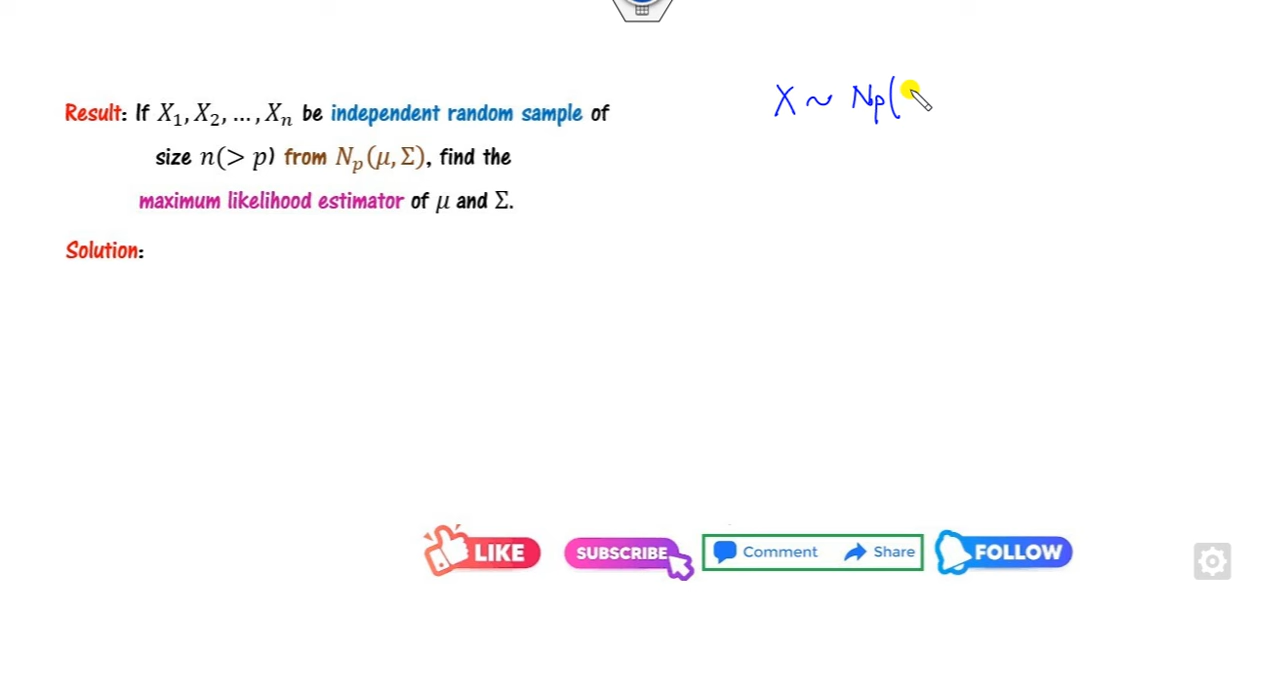 Result: If X₁, X₂, …, Xₙ be independent random sample of
size n(> p) from Nₚ(μ, Σ), find the
maximum likelihood estimator of μ and Σ.
Solution:
X ~ Np(
LIKE
SUBSCRIBE
Comment
Share
FOLLOW